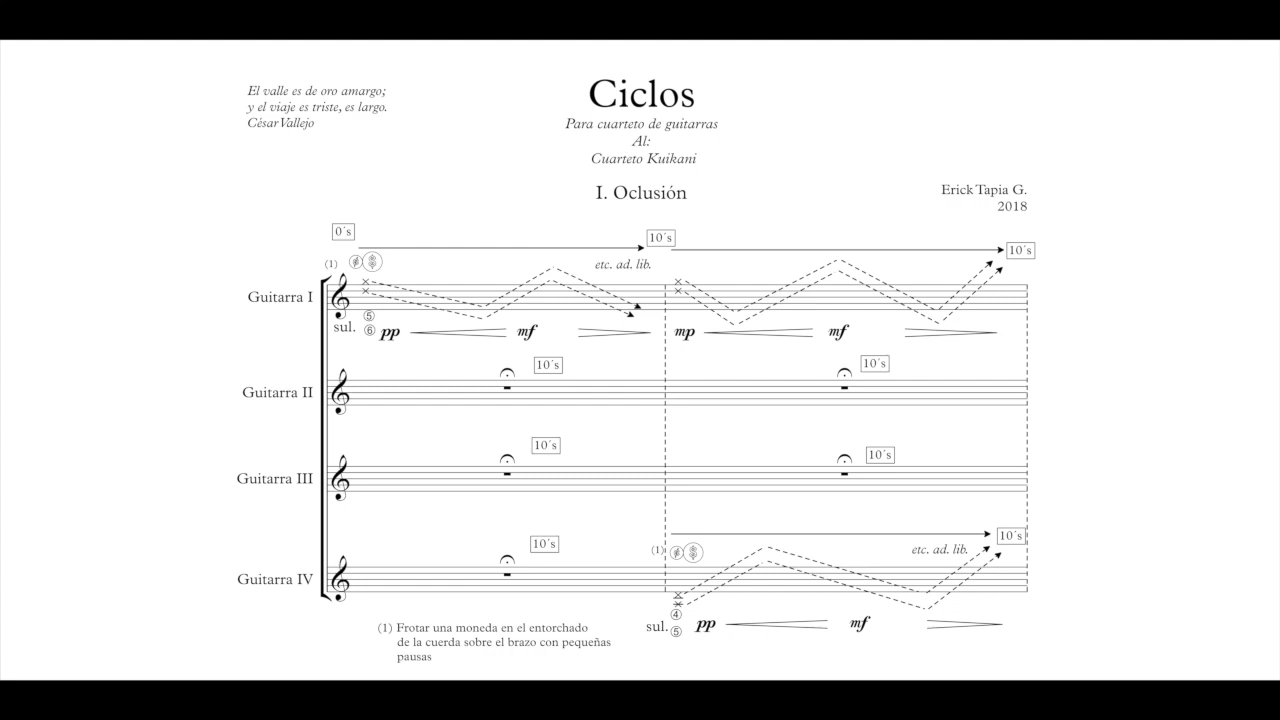 El valle es de oro amargo;
y el viaje es triste, es largo.
César Vallejo
Ciclos
Para cuarteto de guitarras
Al:
Cuarteto Kuikani
I. Oclusión
Erick Tapia G.
2018
0´s
10´s
10´s
(1)
etc. ad. lib.
Guitarra I
sul.
⑤
⑥
pp
mf
mp
mf
10´s
10´s
Guitarra II
10´s
10´s
Guitarra III
10´s
10´s
(1)
etc. ad. lib.
Guitarra IV
④
sul.
⑤
pp
mf
(1) Frotar una moneda en el entorchado
de la cuerda sobre el brazo con pequeñas
pausas